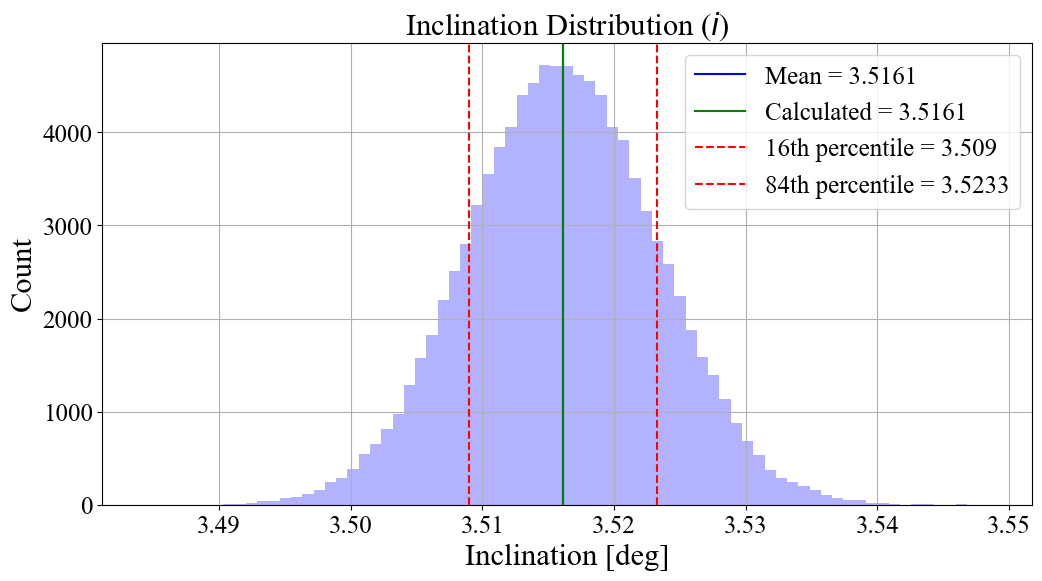 Inclination Distribution (i)
Mean = 3.5161
Calculated = 3.5161
16th percentile = 3.509
84th percentile = 3.5233
Count
4000
3000
2000
1000
0
3.49 3.50 3.51 3.52 3.53 3.54 3.55
Inclination [deg]